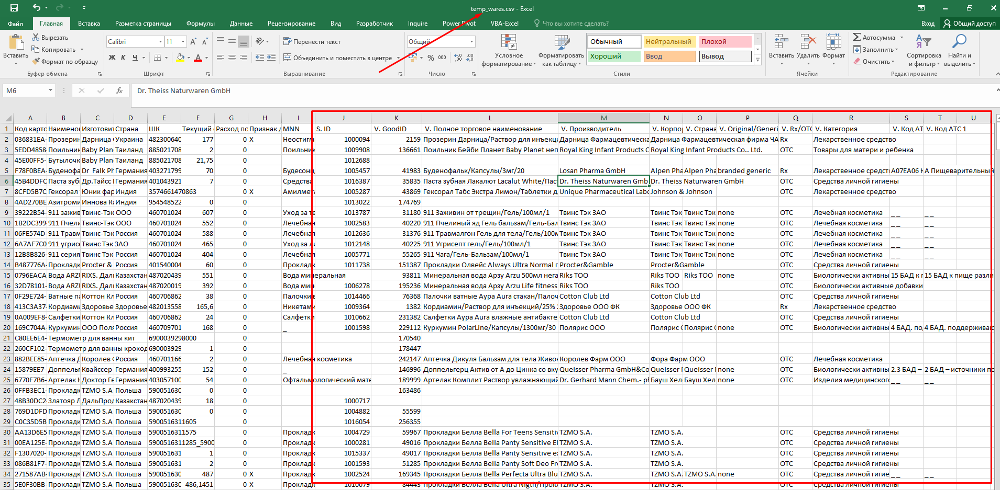 temp_wares.csv - Excel
Файл Главная Вставка Разметка страницы Формулы Данные Рецензирование Вид Разработчик Inquire Power Pivot VBA-Excel Что вы хотите сделать? Вход Общий доступ
Вставить Вырезать Копировать Формат по образцу
Calibri 11 Ж К Ч
Перенести текст
Объединить и поместить в центре
Общий % 000
Условное форматирование Форматировать как таблицу
Обычный Нейтральный Плохой
Хороший Ввод Вывод
Вставить Удалить Формат
Автосумма Заполнить Очистить
Сортировка и фильтр Найти и выделить
Буфер обмена Шрифт Выравнивание Число Стили Ячейки Редактирование
M6 fx Dr. Theiss Naturwaren GmbH
A B C D E F G H I J K L M N O P Q R S T U
1 Код карто Наименов Изготовит Страна ШК Текущий Расход по Признак д MNN S. ID V. GoodID V. Полное торговое наименование V. Производитель V. Корпор V. Страна V. Original/Generi V. Rx/OTC V. Категория V. Код АТ V. Код АТС 1
2 036831EA- Прозерин Дарница Украина 482300640 177 0 X Неостигм 1000094 2159 Прозерин Дарница/Раствор для инъекц Дарница Фармацевтическа Дарница Фармацевтическая фирма ЧА Rx Лекарственное средство
3 5EDD4858- Поильник Baby Plan Таиланд 885021708 2 0 Поильник 1009908 136661 Поильник Бейби Планет Baby Planet неп Royal King Infant Products C Royal King Infant Products Co.. Ltd. OTC Товары для матери и ребенка
4 45E00FF5- Бутылочк Baby Plan Таиланд 885021708 21,75 0 1012688
5 F78F0BEA- Буденофа Dr Falk Ph Германия 403271799 70 0 Будесони 1005457 41983 Буденофальк/Капсулы/3мг/20 Losan Pharma GmbH Alpen Pha Alpen Pha branded generic Rx Лекарственное средст A07EA06 A Пищеварительный
6 45B4DDFC Паста зубн Др.Тайсс Германия 401043921 7 0 Средства 1016387 35835 Паста зубная Лакалют Lacalut White/Паст Dr. Theiss Naturwaren Gmb Dr. Theiss Naturwaren GmbH OTC Средства личной гигиены
7 8CFD5B7C Гексорал Юник фар Индия 3574661470863 0 X Амилмет 1005287 43869 Гексорал Табс Экстра Лимон/Таблетки д Unique Pharmaceutical Labo Johnson & Johnson OTC Лекарственное средство
8 4AD270BE Азитроми Иннова Ка Индия 954548522 0 0 1013022 174769
9 39222B54- 911 зажив Твинс-Тэк ООО 460701024 607 0 Уход за те 1013787 31180 911 Заживин от трещин/Гель/100мл/1 Твинс Тэк ЗАО Твинс Тэк Твинс Тэк none OTC Лечебная косметика _ _ _ _
10 1B2DC399 911 Пчели Твинс-Тэк ООО 460701024 552 0 Лечебная 1002583 40220 911 Пчелиный яд Гель бальзам/Гель-Бал Твинс Тэк ЗАО Твинс Тэк Твинс Тэк none OTC Лечебная косметика _ _ _ _
11 06FE574D- 911 Травм Твинс-Тэк Россия 460701024 588 0 Лечебная 1012636 31376 911 Травмалгон Гель для тела/Гель/100м Твинс Тэк ЗАО Твинс Тэк Твинс Тэк none OTC Лечебная косметика _ _ _ _
12 6A7AF7C0 911 угрисе Твинс Тэк ЗАО 460701024 465 0 Уход за ли 1012148 40225 911 Угрисепт гель/Гель/100мл/1 Твинс Тэк ЗАО Твинс Тэк Твинс Тэк none OTC Лечебная косметика _ _ _ _
13 12B8B826- 911 серия Твинс Тэк Россия 460701024 404 0 Лечебная 1005771 55265 911 Чага/Гель-Бальзам/100мл/1 Твинс Тэк ЗАО Твинс Тэк Твинс Тэк none OTC Лечебная косметика _ _ _ _
14 B487776A- Прокладк Procter & Россия 401540004 60 0 Прокладк 1011738 151387 Прокладки Олвейс Always Ultra Normal Procter&Gamble Procter&Gamble OTC Средства личной гигиены
15 0796EACA Вода ARZU RIXS. Дал Казахстан 487020439 551 0 Вода минеральная 93811 Минеральная вода Арзу Arzu 500мл нега Riks ТОО Riks ТОО Riks ТОО none OTC Биологически активны 15 БАД к п 15 БАД к пище разли
16 32D78101- Вода ARZU RIXS. Дал Казахстан 487020019 392 0 Вода мин 1006278 195236 Минеральная вода Арзу Arzu Life fitness Riks ТОО Riks ТОО OTC Биологически активные добавки
17 0F29E724- Ватные па Коттон Кл Россия 460706862 38 0 Палочки 1014466 76368 Палочки ватные Аура Aura стакан/Палоч Cotton Club Ltd Cotton Club Ltd OTC Средства личной гигиены
18 413C3A37- Кордиами Здоровье Здоровье 482013558 165,6 0 Никетами 1009364 1382 Кордиамин/Раствор для инъекций/25% Здоровье ООО ФК Здоровье ООО ФК Rx Лекарственное средство
19 0A009EF8- Салфетки Коттон Кл Россия 460706862 24 0 Салфетки 1010662 231382 Салфетки Аура Aura влажные антибакте Cotton Club Ltd Cotton Club Ltd OTC Средства личной гигиены
20 169C704A- Куркумин ООО Поля Россия 460709701 168 0 _ 1001598 229112 Куркумин PolarLine/Капсулы/1300мг/30 Полярис ООО Полярис Полярис none OTC Биологически активны 4 БАД. по 4 БАД. поддерживаю
21 C80EE6E4- Термометр для ванны кит 6900039298000 0 170540
22 260CF102- Термометр для ванны крокод 690003929 1 0 178447
23 882BEE85- Аптечка Д Королев Россия 460701166 2 0 Лечебная косметика 242147 Аптечка Дикуля Бальзам для тела Живо Королев Фарм ООО Фора Фарм ООО OTC Лечебная косметика
24 15879EE7- Доппельг Квайссер Германия 400993255 152 0 _ 146996 Доппельгерц Актив от А до Цинка со вку Queisser Pharma GmbH&Co Queisser Queisser none OTC Биологически активны 2.3 БАД – 2 БАД – источники по
25 6770F7B6- Артелак Доктор Ге Германия 403057100 54 0 Офтальмологический мате 189999 Артелак Комплит Раствор увлажняющий Dr. Gerhard Mann Chem.- p Бауш Хел Бауш Хел none OTC Изделия медицинског _ _ _ _
26 0FFB3EC1- Прокладк TZMO S.A Польша 590051630 0 0 163486
27 48B30DC2 Златояр Л ДальПрод Казахстан 487020439 18 0 1000717
28 769D1DFD Прокладк TZMO S.A Польша 590051630 0 0 1004882 55599
29 C0C35D5B Прокладк TZMO S.A Польша 5900516311605 0 1016054 256355
30 AA13D6E5 Прокладк TZMO S.A Польша 5900516311575 0 Прокладк 1004729 59967 Прокладки Белла Bella For Teens Sensitiv TZMO S.A. TZMO S.A. OTC Средства личной гигиены
31 00EA125E- Прокладк TZMO S.A Польша 5900516311285_5900 0 Прокладк 1000281 49016 Прокладки Белла Bella Panty Sensitive El TZMO S.A. TZMO S.A. OTC Средства личной гигиены
32 F1307020- Прокладк TZMO S.A Польша 590051631 1 0 Прокладк 1015337 49017 Прокладки Белла Bella Panty Sensitive ex TZMO S.A. TZMO S.A. OTC Средства личной гигиены
33 086B81F7- Прокладк TZMO S.A Польша 590051631 2 0 Прокладк 1001593 51285 Прокладки Белла Bella Panty Soft Deo Fr TZMO S.A. TZMO S.A. OTC Средства личной гигиены
34 271587AB- Прокладк TZMO S.A Польша 590051630 487 0 X Прокладк 1002524 169345 Прокладки Белла Bella Perfecta Ultra Blu TZMO S.A. TZMO S.A. TZMO S.A. none OTC Средства личной гигие _ _ _ _
35 5E0F30BB- Прокладк TZMO S.A Польша 590051630 486,1451 0 X Прокладк 1010079 84443 Прокладки Белла Bella Ultra Nigth/Прокл TZMO S.A. TZMO S.A. OTC Средства личной гигиены